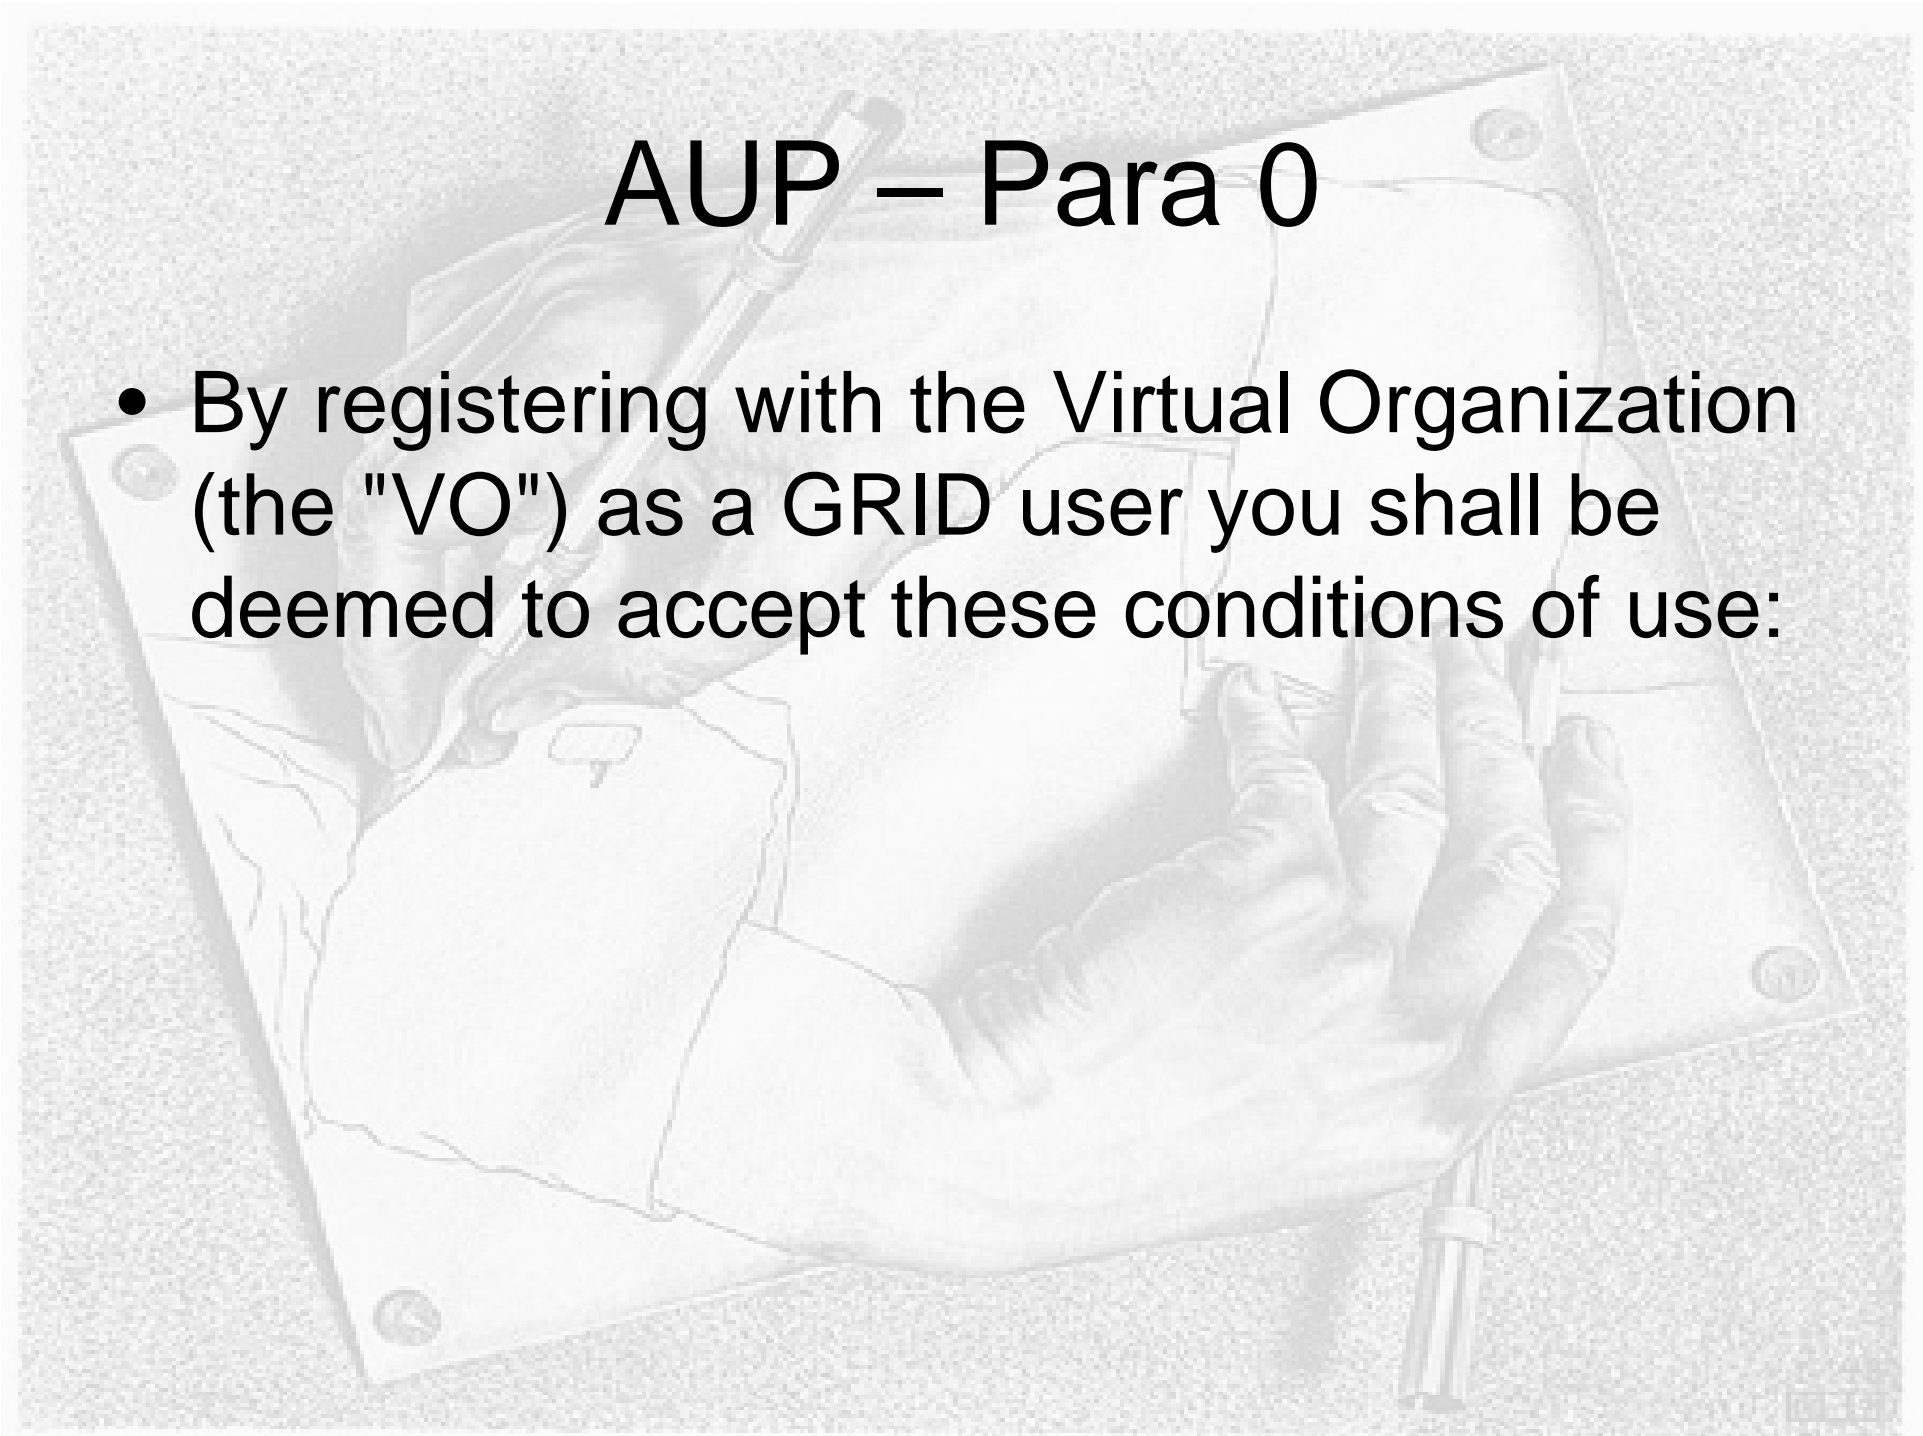 AUP – Para 0
• By registering with the Virtual Organization
(the "VO") as a GRID user you shall be
deemed to accept these conditions of use: